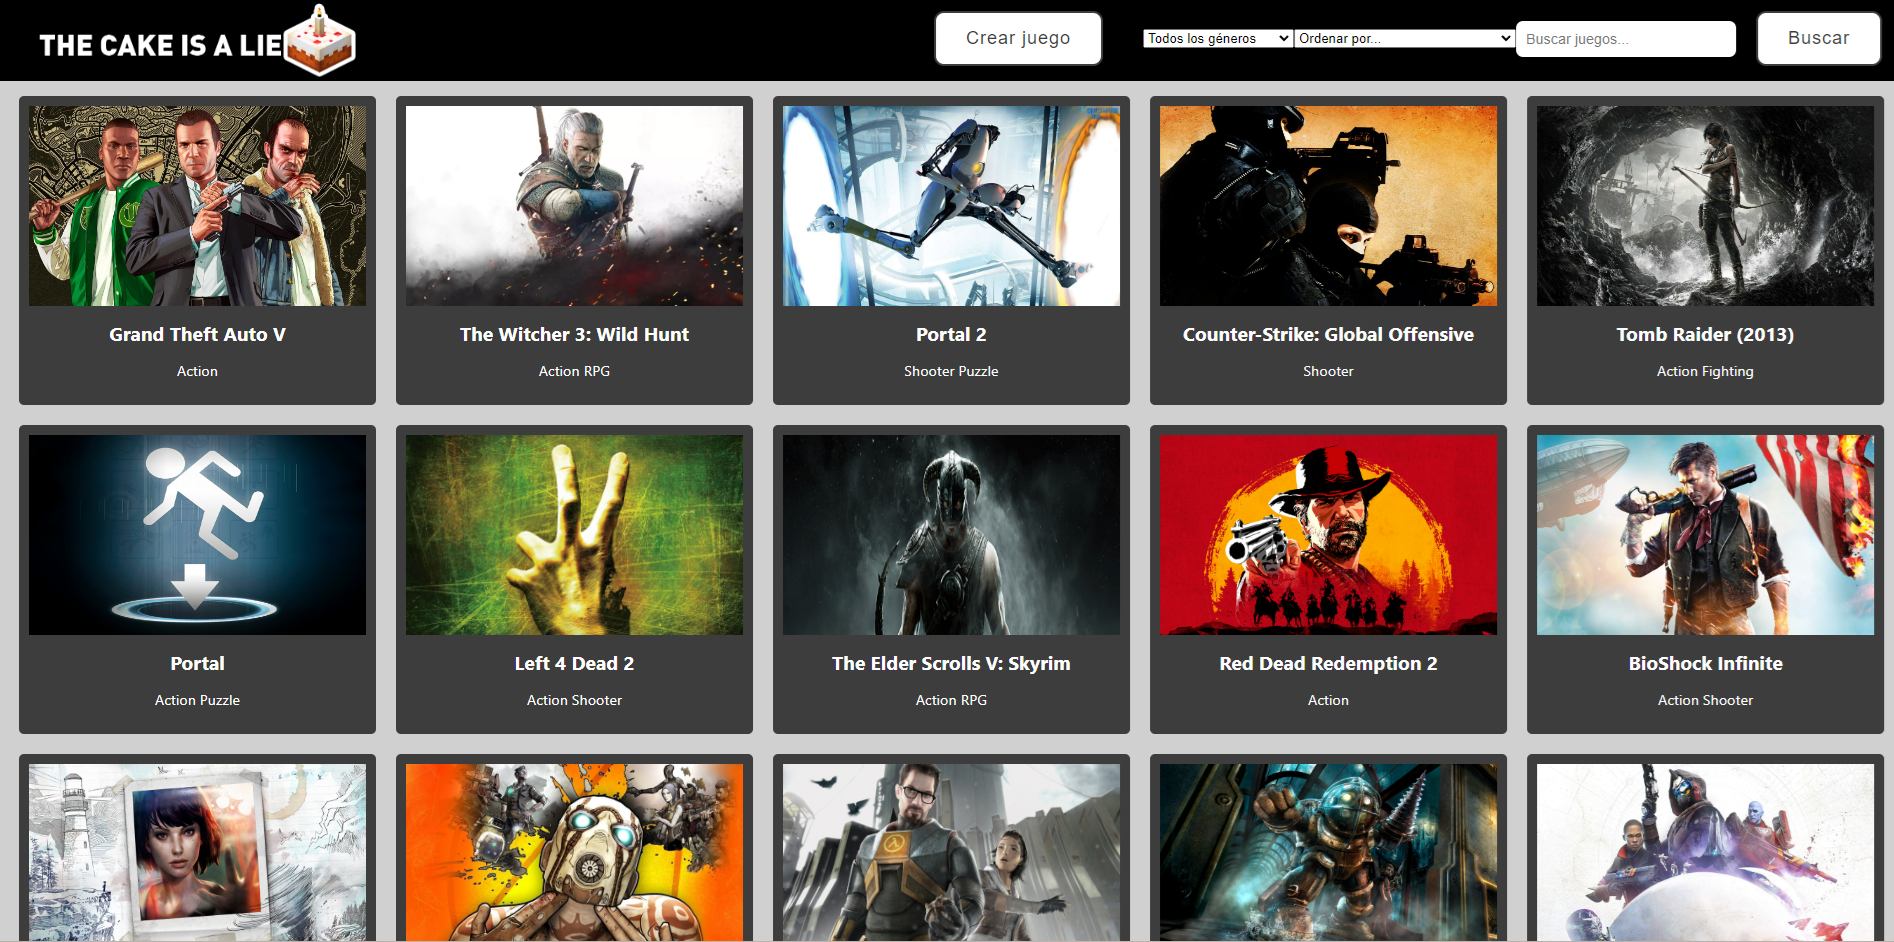 THE CAKE IS A LIE
Crear juego
Todos los géneros
Ordenar por...
Buscar juegos...
Buscar
Grand Theft Auto V
The Witcher 3: Wild Hunt
Portal 2
Counter-Strike: Global Offensive
Tomb Raider (2013)
Action
Action RPG
Shooter Puzzle
Shooter
Action Fighting
Portal
Left 4 Dead 2
The Elder Scrolls V: Skyrim
Red Dead Redemption 2
BioShock Infinite
Action Puzzle
Action Shooter
Action RPG
Action
Action Shooter